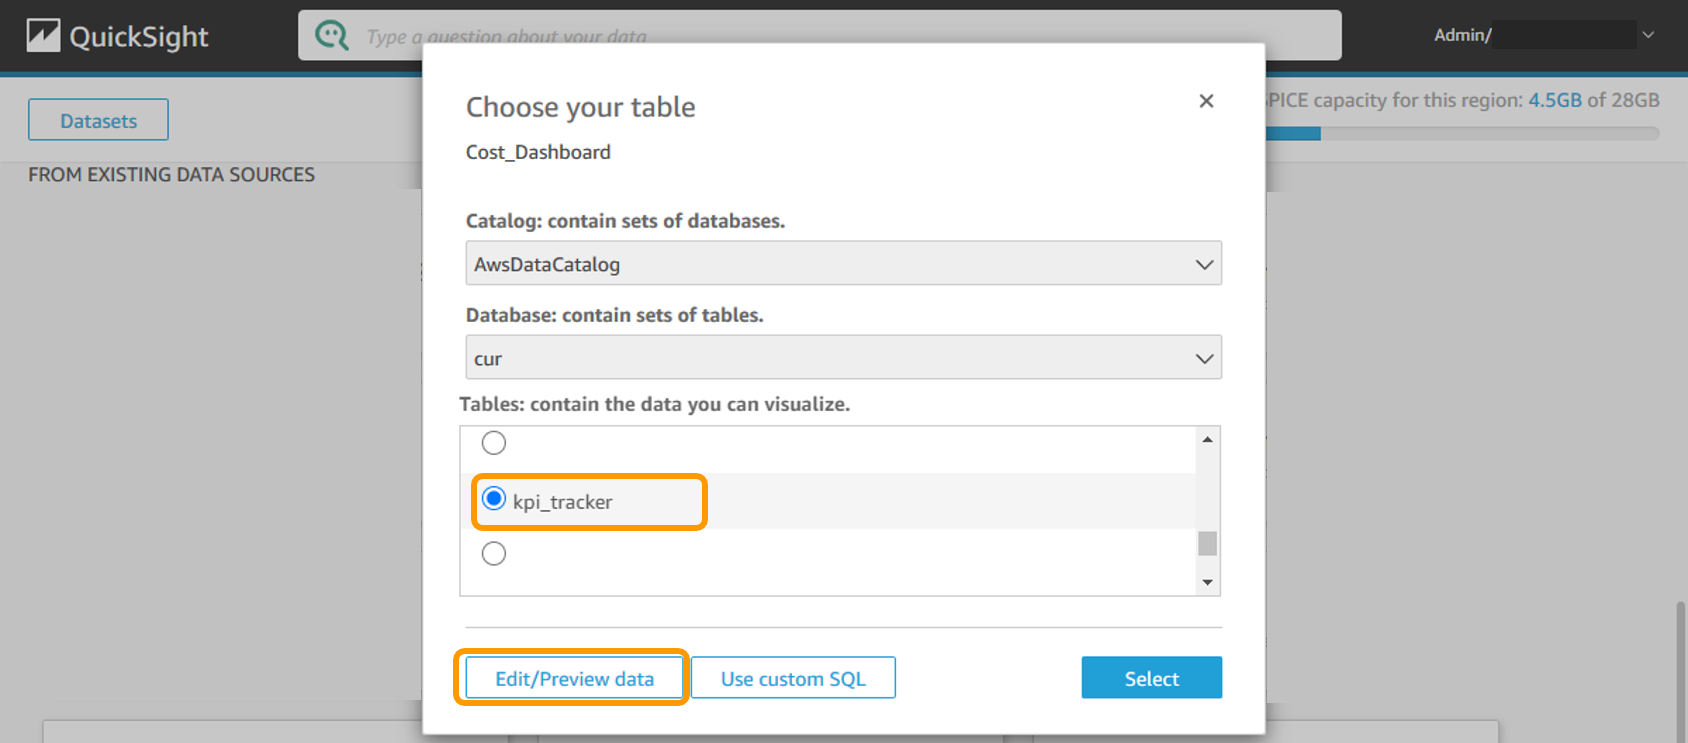 QuickSight
Type a question about your data
Admin/
Datasets
SPICE capacity for this region: 4.5GB of 28GB
FROM EXISTING DATA SOURCES
Choose your table
Cost_Dashboard
Catalog: contain sets of databases.
AwsDataCatalog
Database: contain sets of tables.
cur
Tables: contain the data you can visualize.
kpi_tracker
Edit/Preview data
Use custom SQL
Select